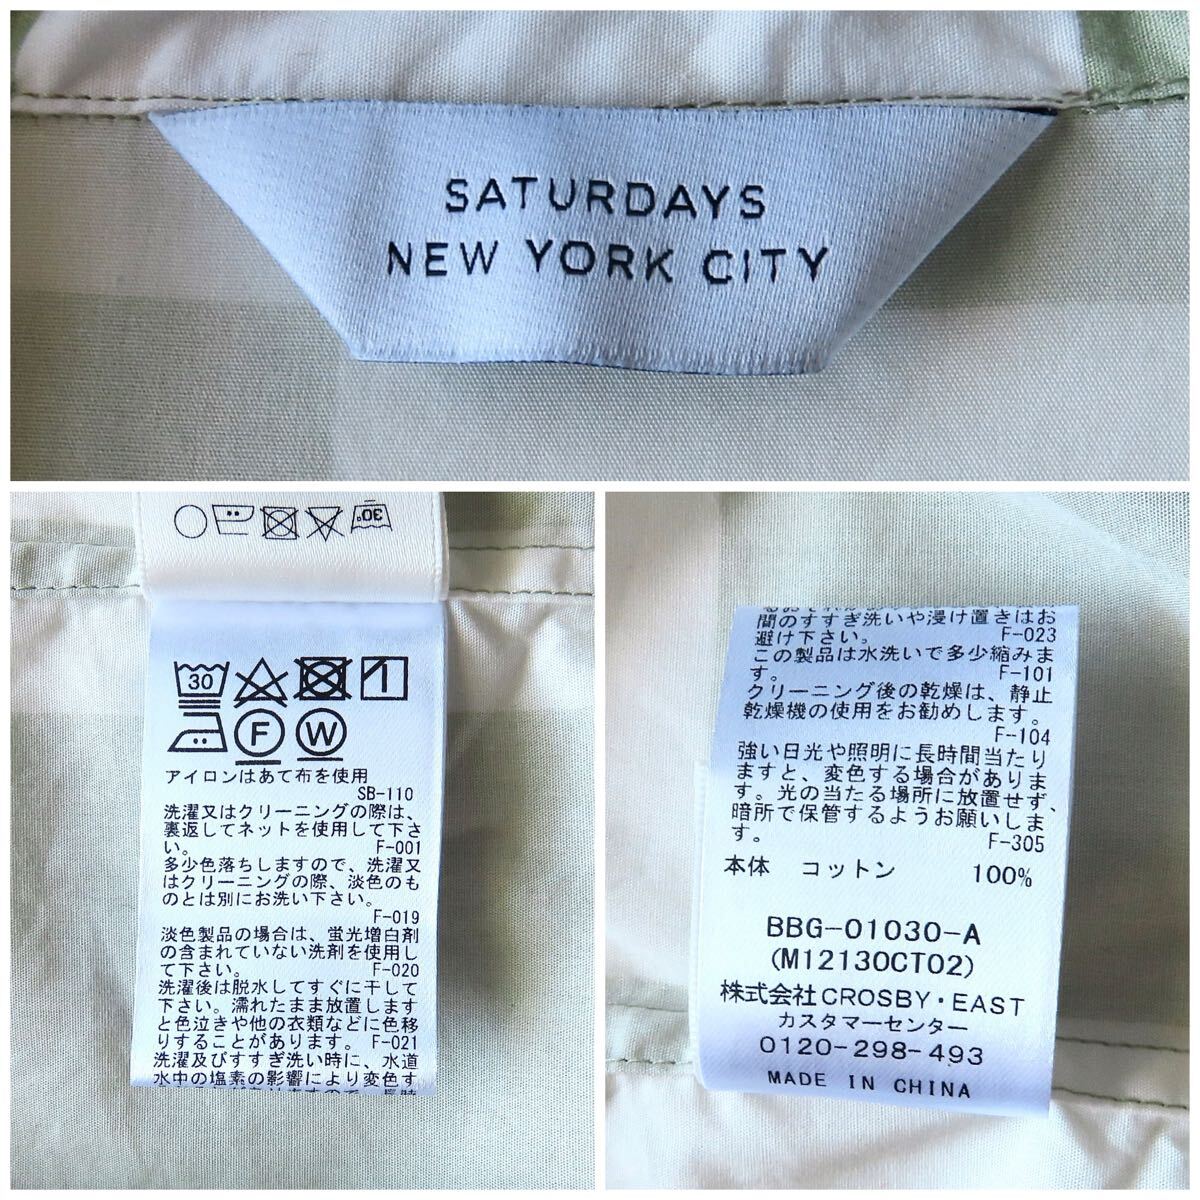 SATURDAYS
NEW YORK CITY
30°
30
F
W
アイロンはあて布を使用
SB-110
洗濯又はクリーニングの際は、
裏返してネットを使用して下さ
い。 F-001
多少色落ちしますので、洗濯又
はクリーニングの際、淡色のも
のとは別にお洗い下さい。
F-019
淡色製品の場合は、蛍光増白剤
の含まれていない洗剤を使用し
て下さい。 F-020
洗濯後は脱水してすぐに干して
下さい。濡れたまま放置します
と色泣きや他の衣類などに色移
りすることがあります。 F-021
洗濯及びすすぎ洗い時に、水道
水中の塩素の影響により変色す
間のすすぎ洗いや浸け置きはお
避け下さい。 F-023
この製品は水洗いで多少縮みま
す。 F-101
クリーニング後の乾燥は、静止
乾燥機の使用をお勧めします。
F-104
強い日光や照明に長時間当たり
ますと、変色する場合がありま
す。光の当たる場所に放置せず、
暗所で保管するようお願いしま
す。 F-305
本体 コットン 100%
BBG-01030-A
(M12130CT02)
株式会社CROSBY・EAST
カスタマーセンター
0120-298-493
MADE IN CHINA